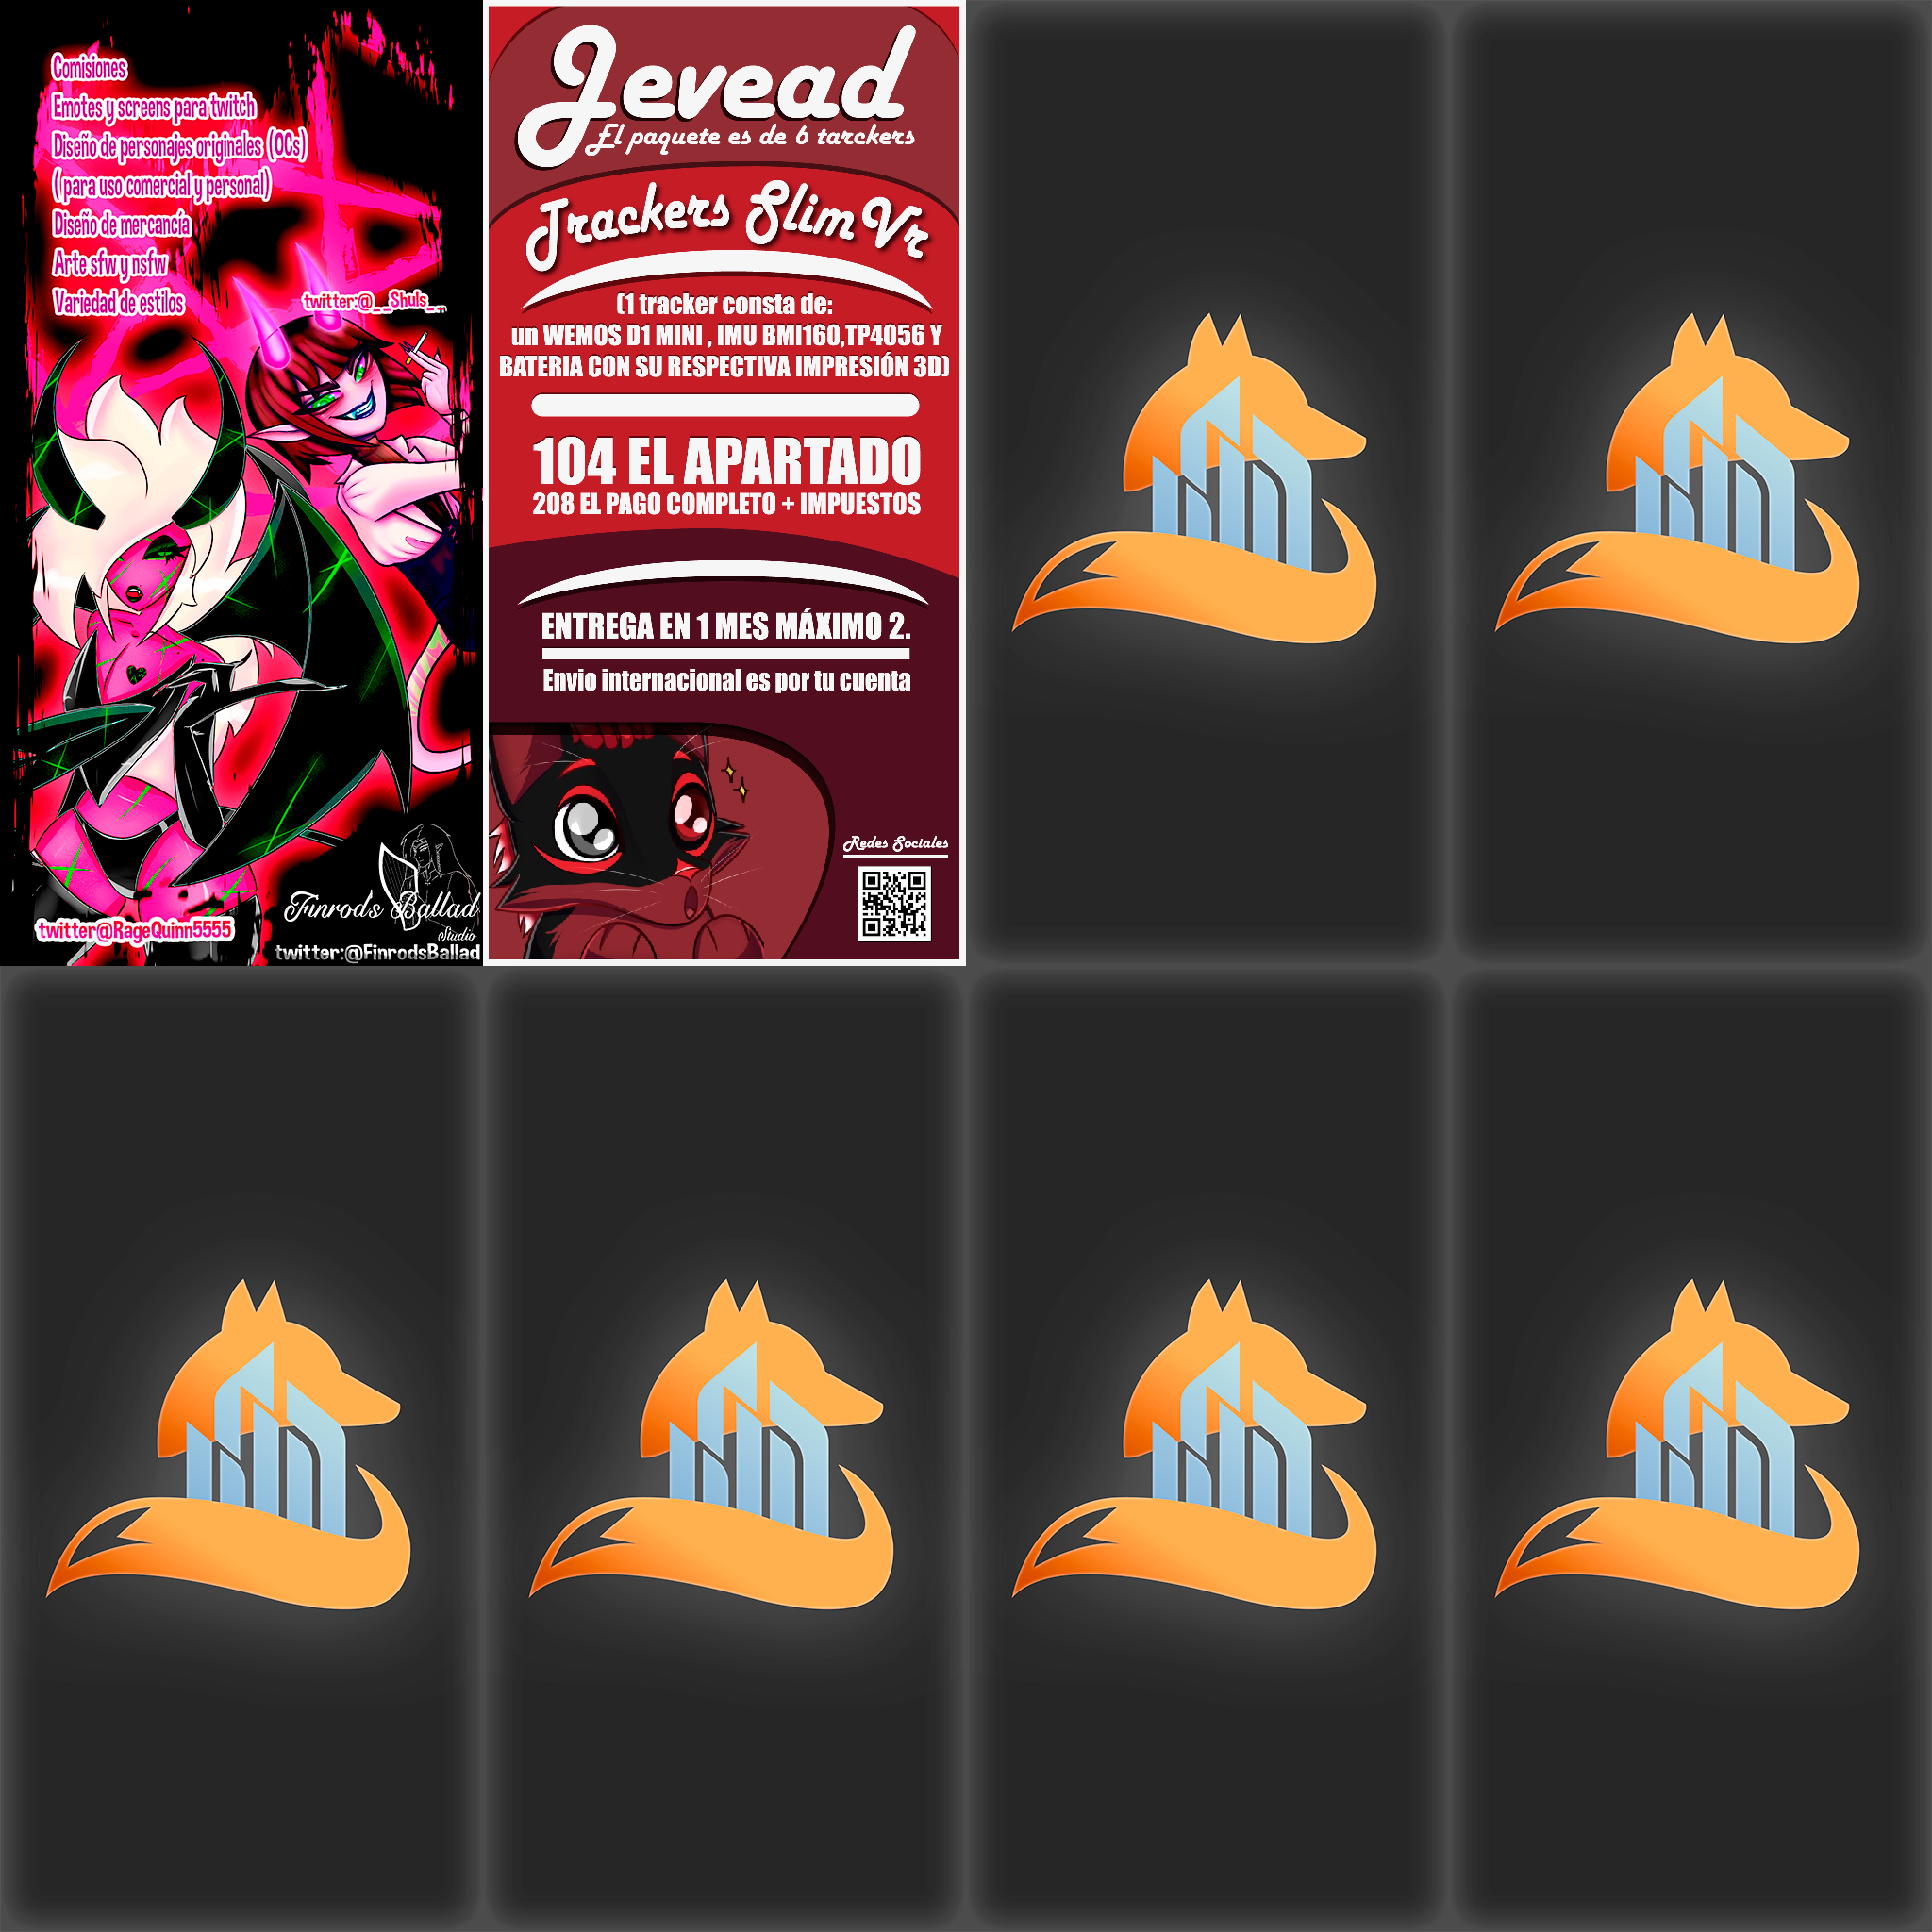 Comisiones
Emotes y screens para twitch
Diseño de personajes originales (OCs)
( para uso comercial y personal)
Diseño de mercancía
Arte sfw y nsfw
Variedad de estilos
twitter:@__Shuls__
Finrods Ballad
Studio
twitter@RageQuinn5555
twitter:@FinrodsBallad
Jevead
El paquete es de 6 tarckers
Trackers Slim Vr
(1 tracker consta de:
un WEMOS D1 MINI , IMU BMI160,TP4056 Y
BATERIA CON SU RESPECTIVA IMPRESIÓN 3D)
104 EL APARTADO
208 EL PAGO COMPLETO + IMPUESTOS
ENTREGA EN 1 MES MÁXIMO 2.
Envio internacional es por tu cuenta
Redes Sociales